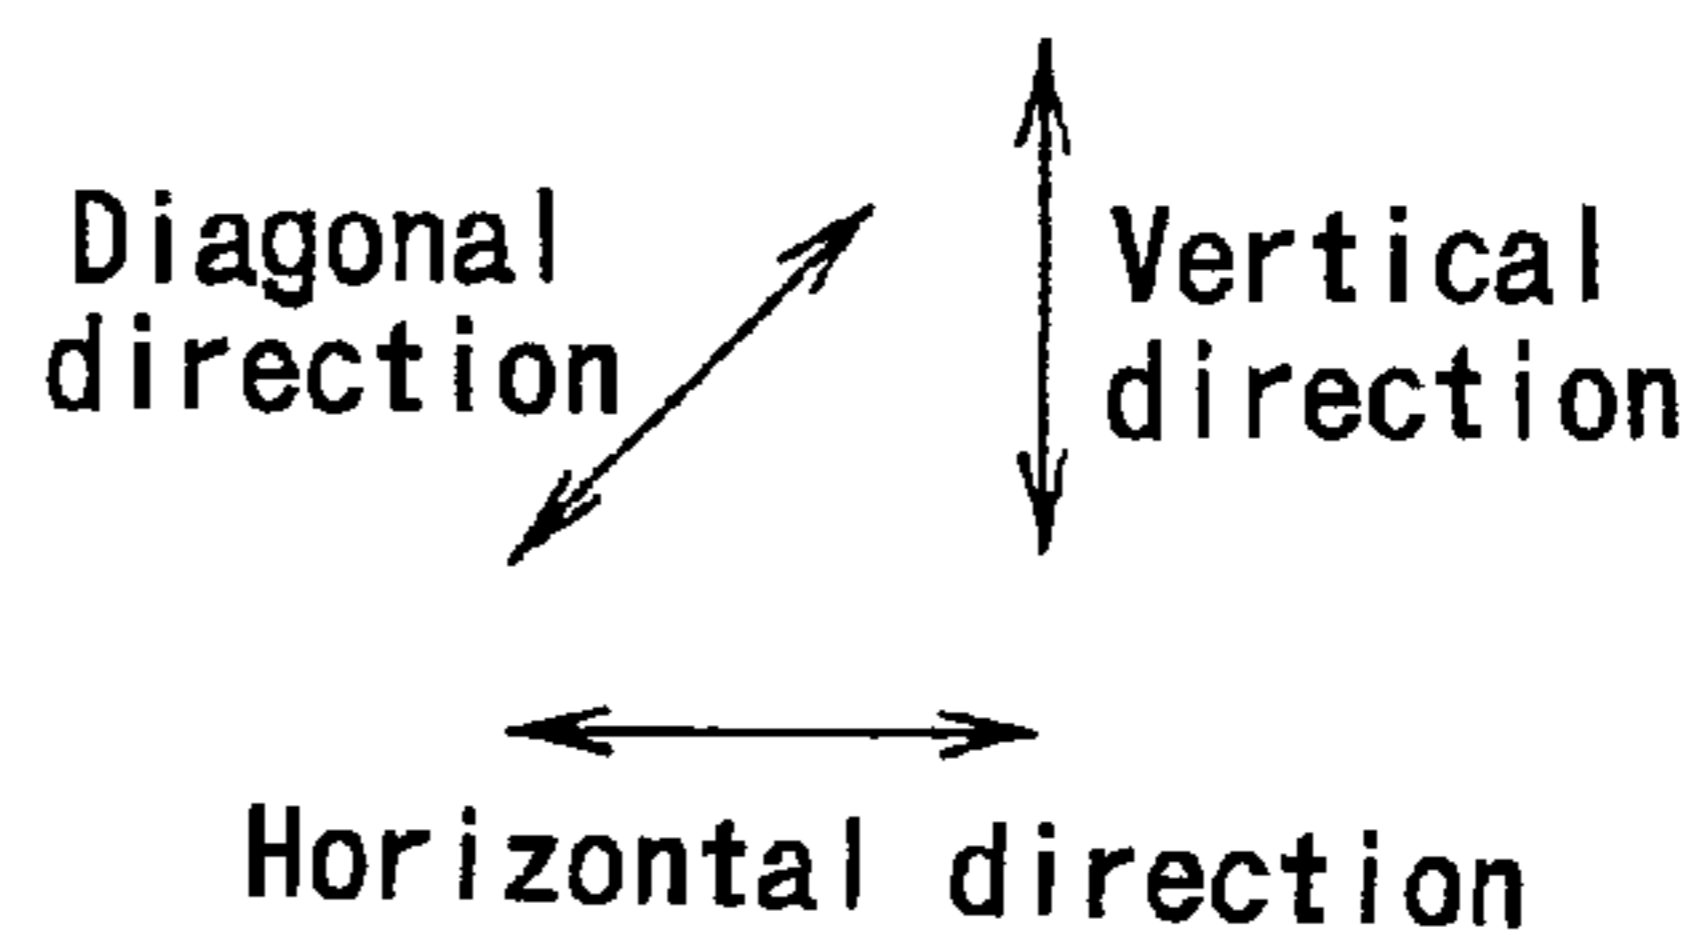 Diagonal
direction
Vertical
direction
Horizontal direction